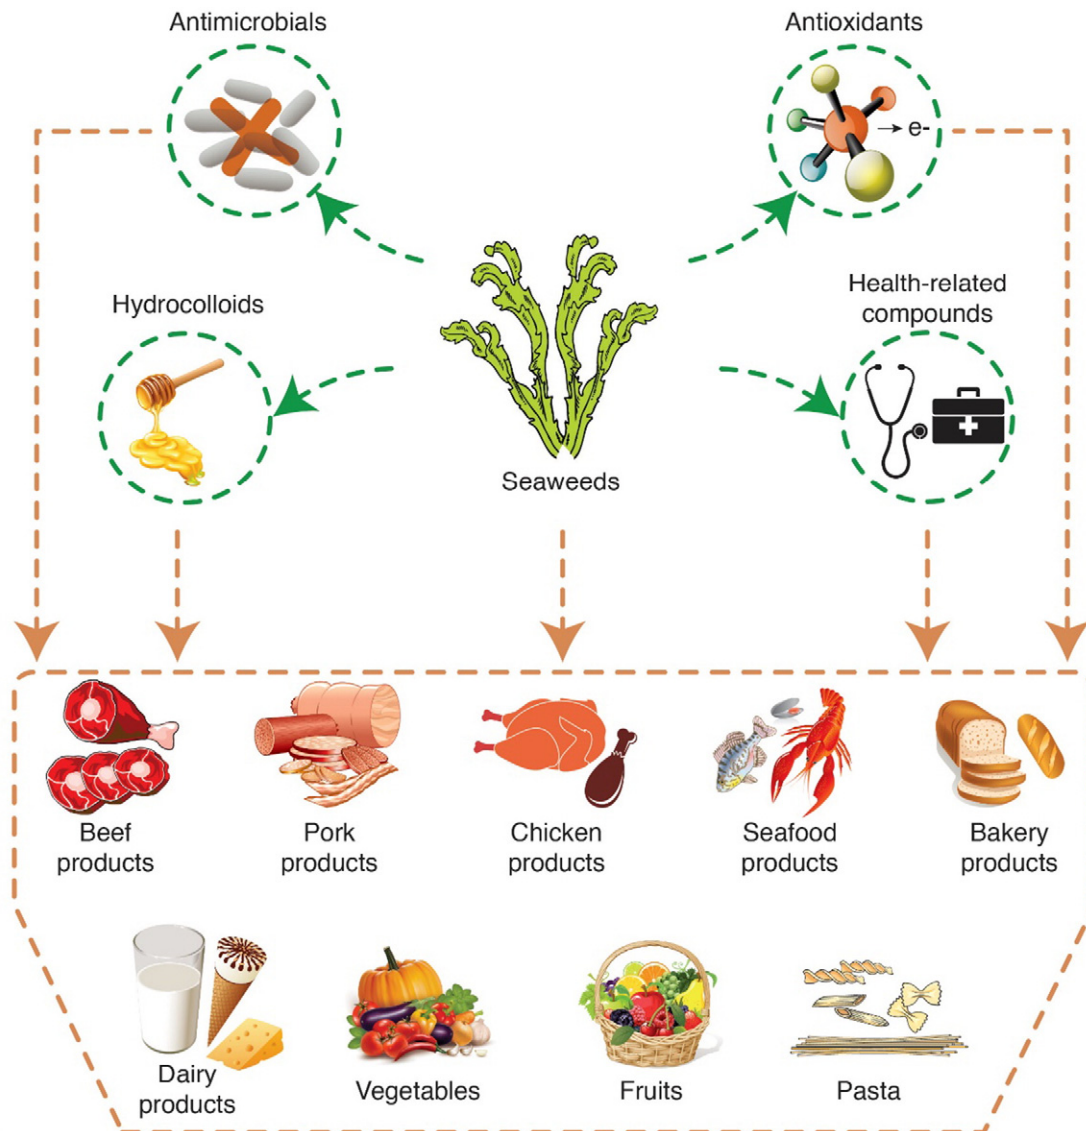 Antimicrobials
Antioxidants
→ e-
Hydrocolloids
Health-related
compounds
Seaweeds
Beef
products
Pork
products
Chicken
products
Seafood
products
Bakery
products
Dairy
products
Vegetables
Fruits
Pasta